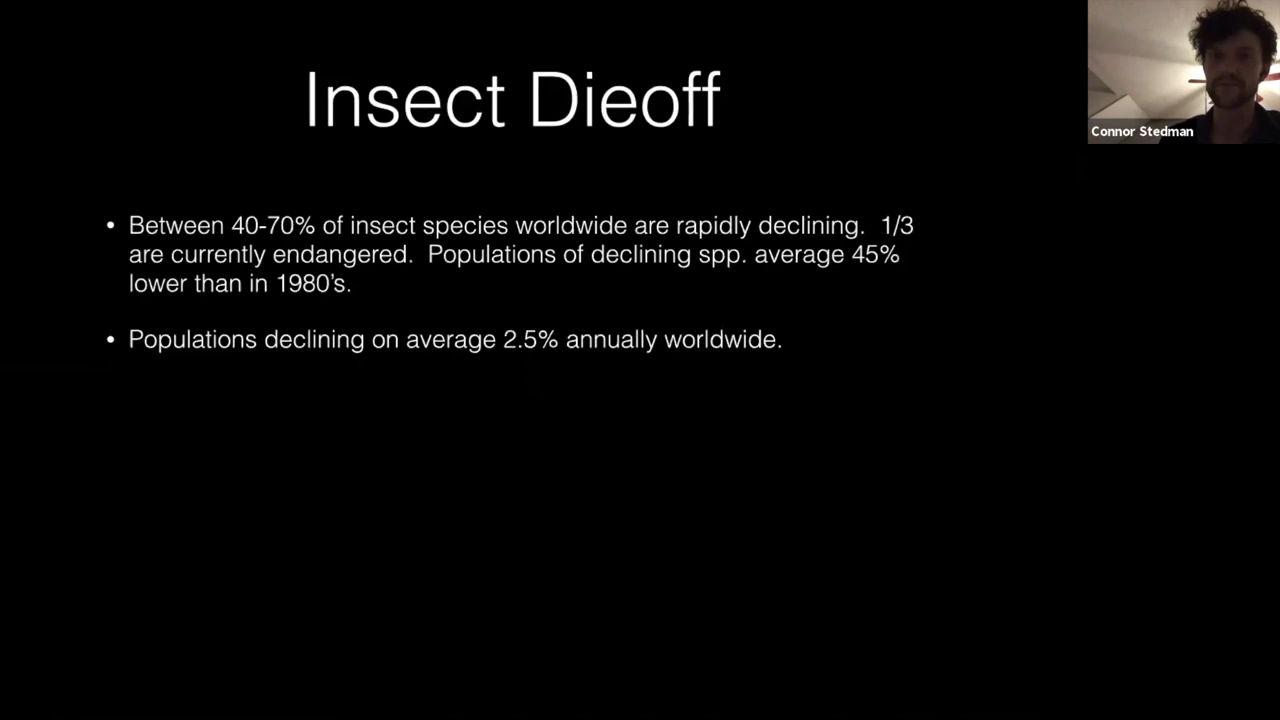 Insect Dieoff
Connor Stedman
• Between 40-70% of insect species worldwide are rapidly declining.  1/3
are currently endangered.  Populations of declining spp. average 45%
lower than in 1980's.
• Populations declining on average 2.5% annually worldwide.